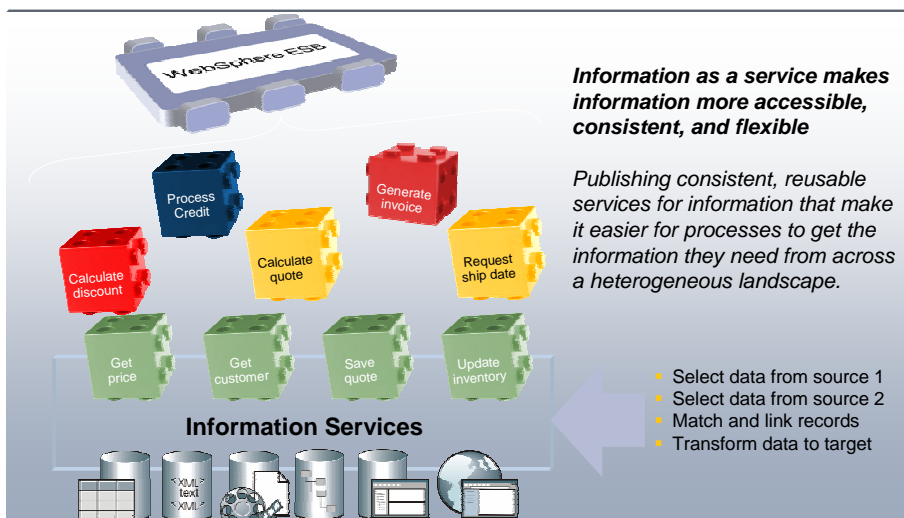 WebSphere ESB
Information as a service makes
information more accessible,
consistent, and flexible
Process
Credit
Generate
invoice
Publishing consistent, reusable
services for information that make
it easier for processes to get the
information they need from across
a heterogeneous landscape.
Calculate
discount
Calculate
quote
Request
ship date
Get
price
Get
customer
Save
quote
Update
inventory
Select data from source 1
Select data from source 2
Match and link records
Transform data to target
Information Services
<XML>
text
<XML>